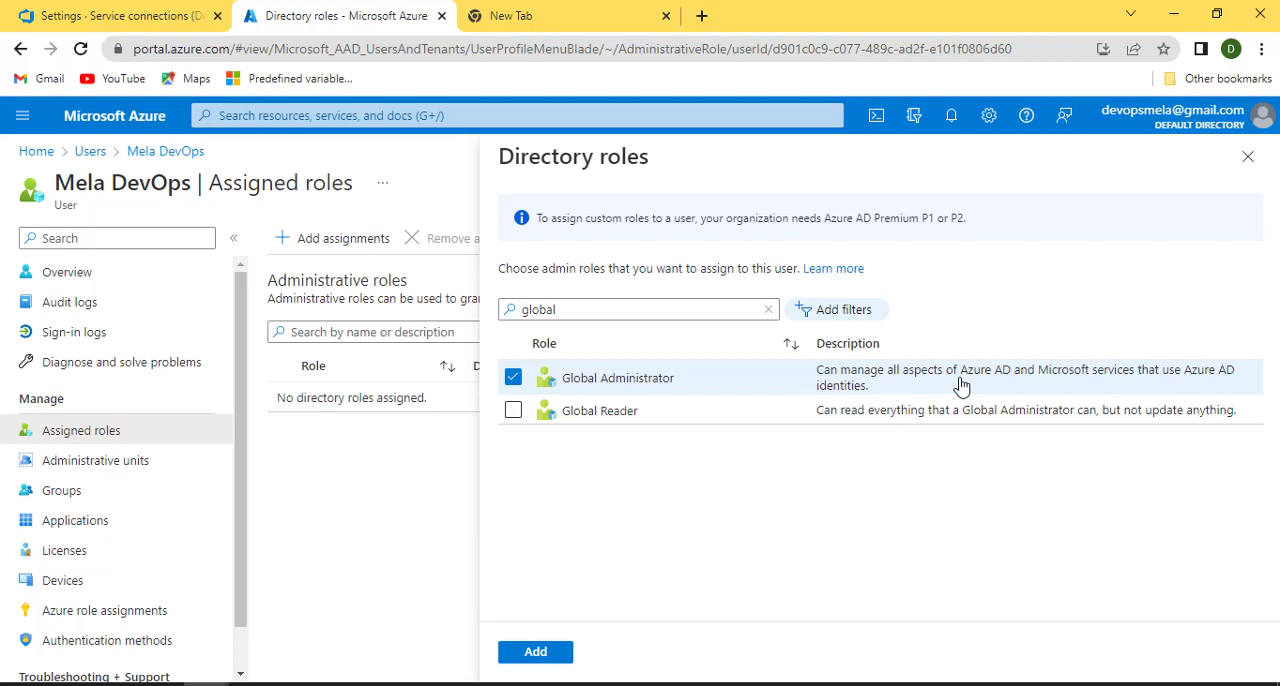 Settings · Service connections (D
Directory roles - Microsoft Azure
New Tab
portal.azure.com/#view/Microsoft_AAD_UsersAndTenants/UserProfileMenuBlade/~/AdministrativeRole/userId/d901c0c9-c077-489c-ad2f-e101f0806d60
D
Gmail
YouTube
Maps
Predefined variable...
Other bookmarks
Microsoft Azure
Search resources, services, and docs (G+/)
devopsmela@gmail.com
DEFAULT DIRECTORY
Home > Users > Mela DevOps
Mela DevOps | Assigned roles ...
User
Search
«
Overview
Audit logs
Sign-in logs
Diagnose and solve problems
Manage
Assigned roles
Administrative units
Groups
Applications
Licenses
Devices
Azure role assignments
Authentication methods
Troubleshooting + Support
Add assignments
Remove a
Administrative roles
Administrative roles can be used to gra
Search by name or description
Role
D
No directory roles assigned.
Directory roles
To assign custom roles to a user, your organization needs Azure AD Premium P1 or P2.
Choose admin roles that you want to assign to this user. Learn more
global
Add filters
Role
Description
Global Administrator
Can manage all aspects of Azure AD and Microsoft services that use Azure AD
identities.
Global Reader
Can read everything that a Global Administrator can, but not update anything.
Add